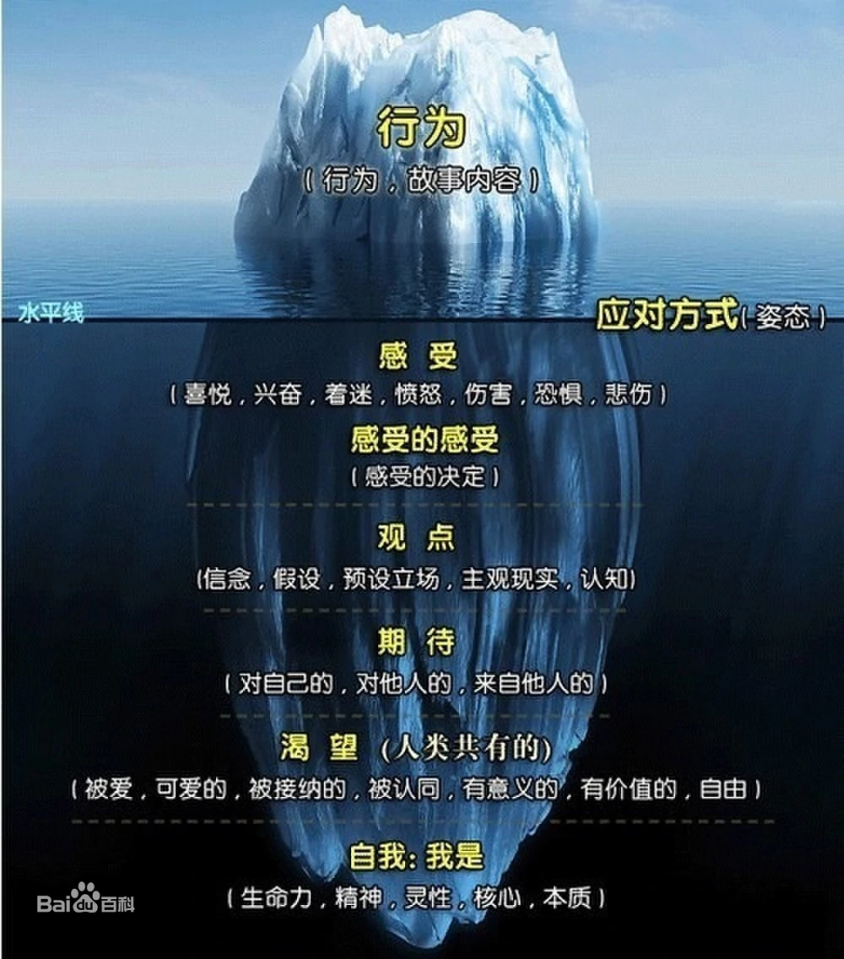 行为
(行为,故事内容)
水平线
应对方式(姿态)
感 受
(喜悦,兴奋,着迷,愤怒,伤害,恐惧,悲伤)
感受的感受
(感受的决定)
观 点
(信念,假设,预设立场,主观现实,认知)
期 待
(对自己的,对他人的,来自他人的)
渴 望 (人类共有的)
(被爱,可爱的,被接纳的,被认同,有意义的,有价值的,自由)
自我:我是
(生命力,精神,灵性,核心,本质)
Baidu百科